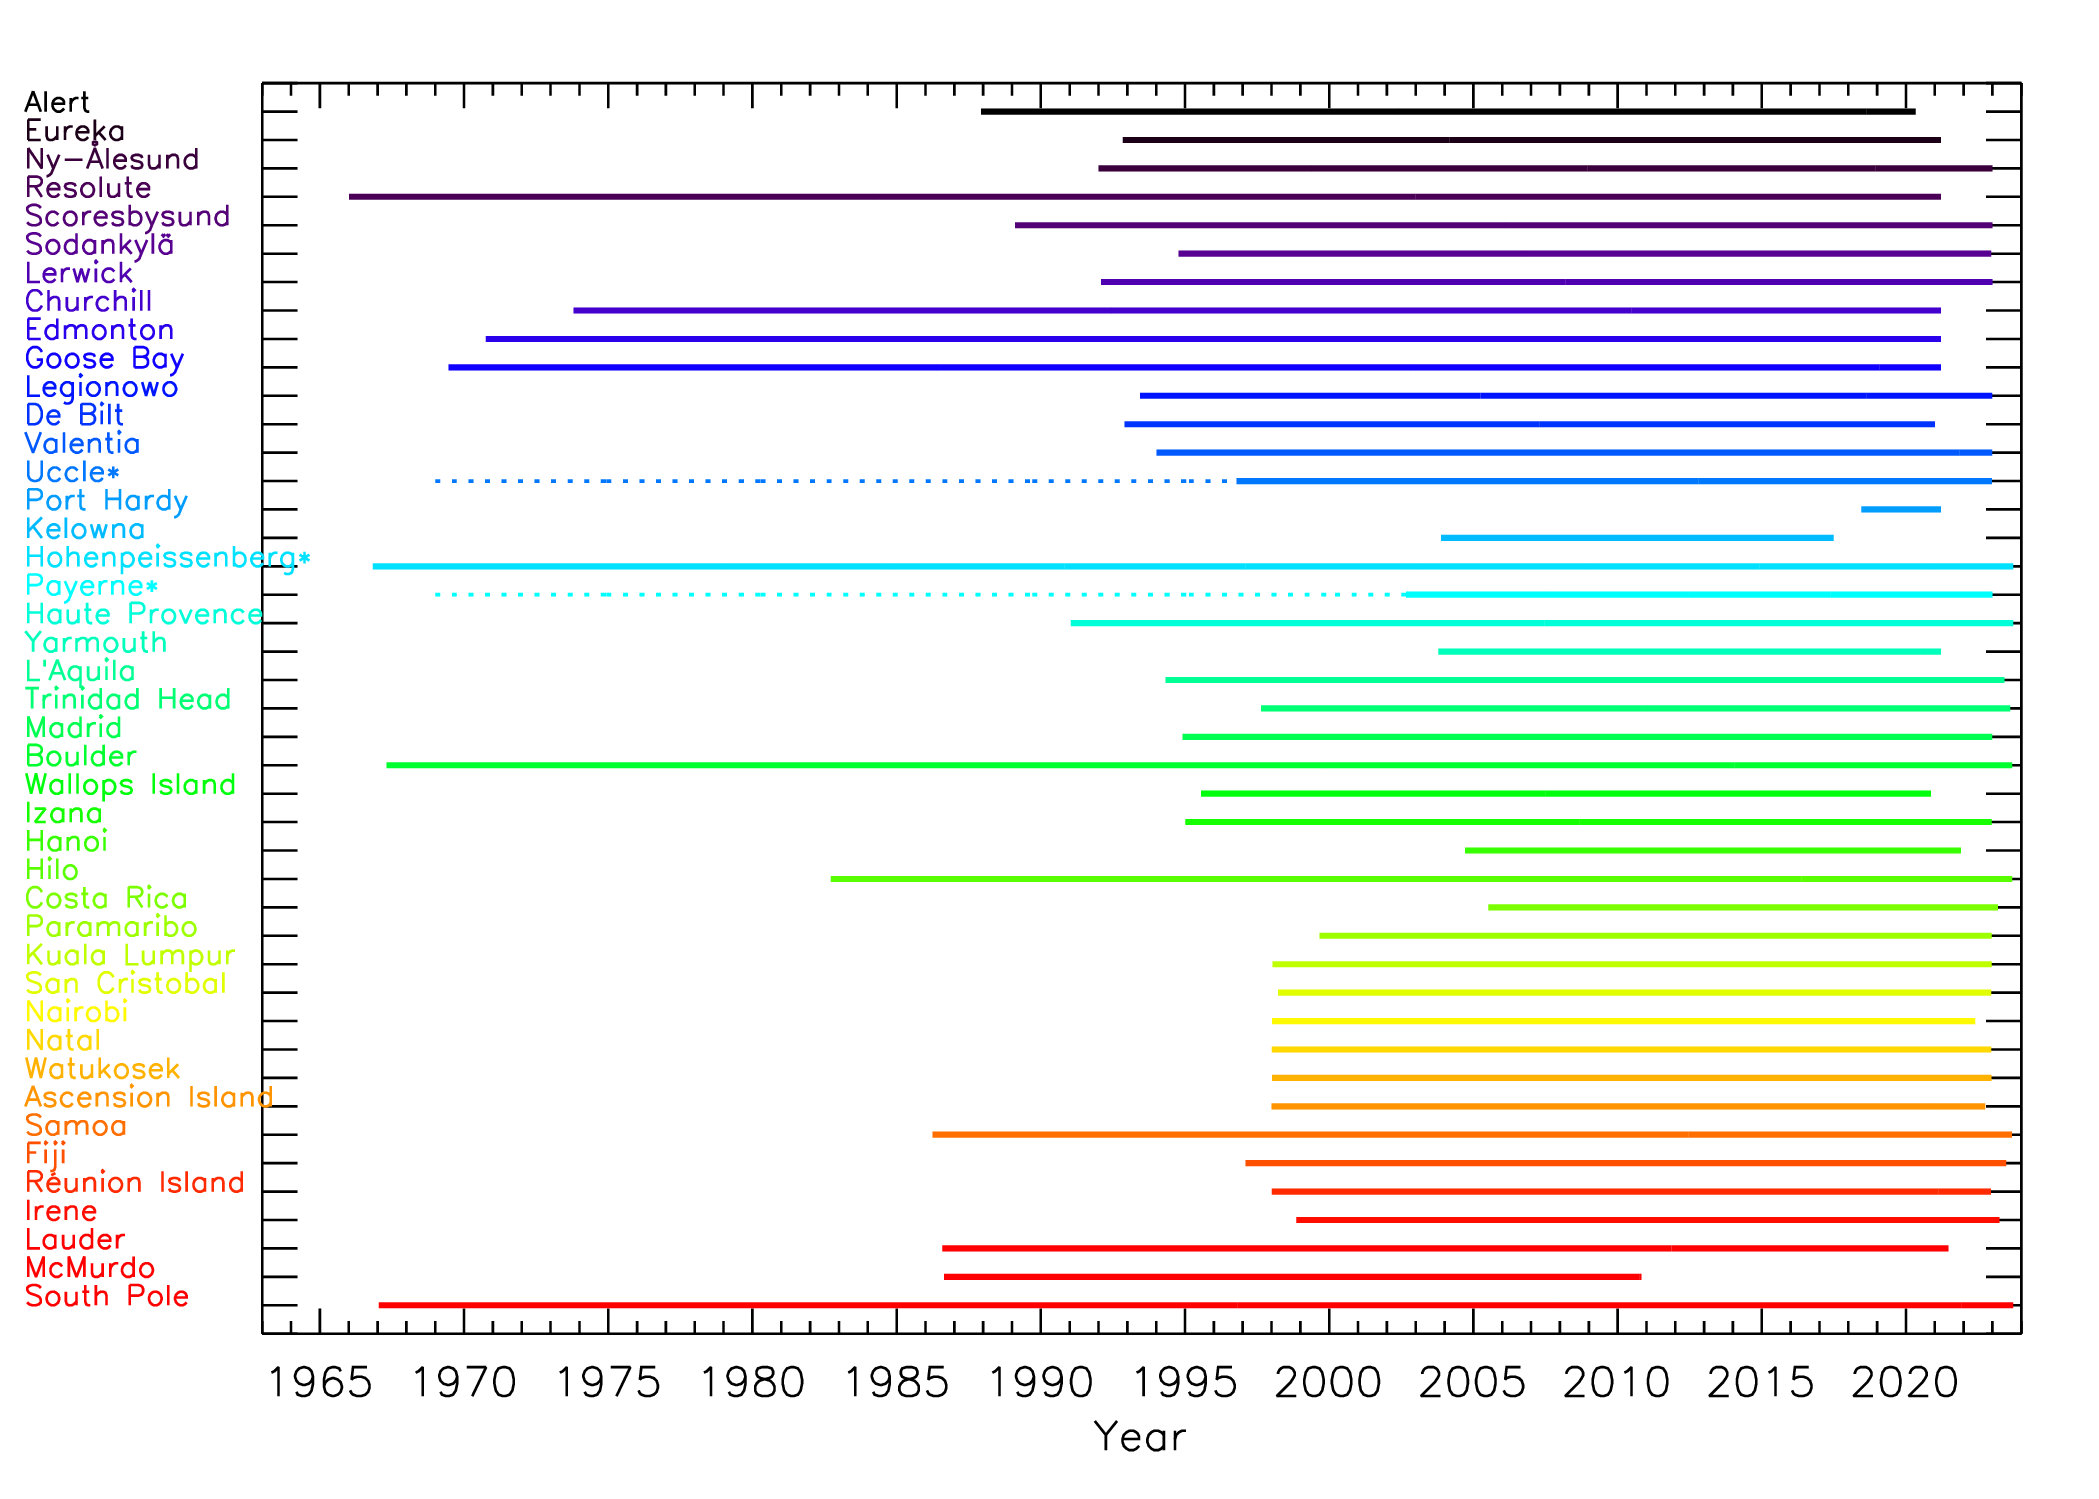 Alert
Eureka
Ny-Ålesund
Resolute
Scoresbysund
Sodankylä
Lerwick
Churchill
Edmonton
Goose Bay
Legionowo
De Bilt
Valentia
Uccle*
Port Hardy
Kelowna
Hohenpeissenberg*
Payerne*
Haute Provence
Yarmouth
L'Aquila
Trinidad Head
Madrid
Boulder
Wallops Island
Izana
Hanoi
Hilo
Costa Rica
Paramaribo
Kuala Lumpur
San Cristobal
Nairobi
Natal
Watukosek
Ascension Island
Samoa
Fiji
Réunion Island
Irene
Lauder
McMurdo
South Pole
1965 1970 1975 1980 1985 1990 1995 2000 2005 2010 2015 2020
Year